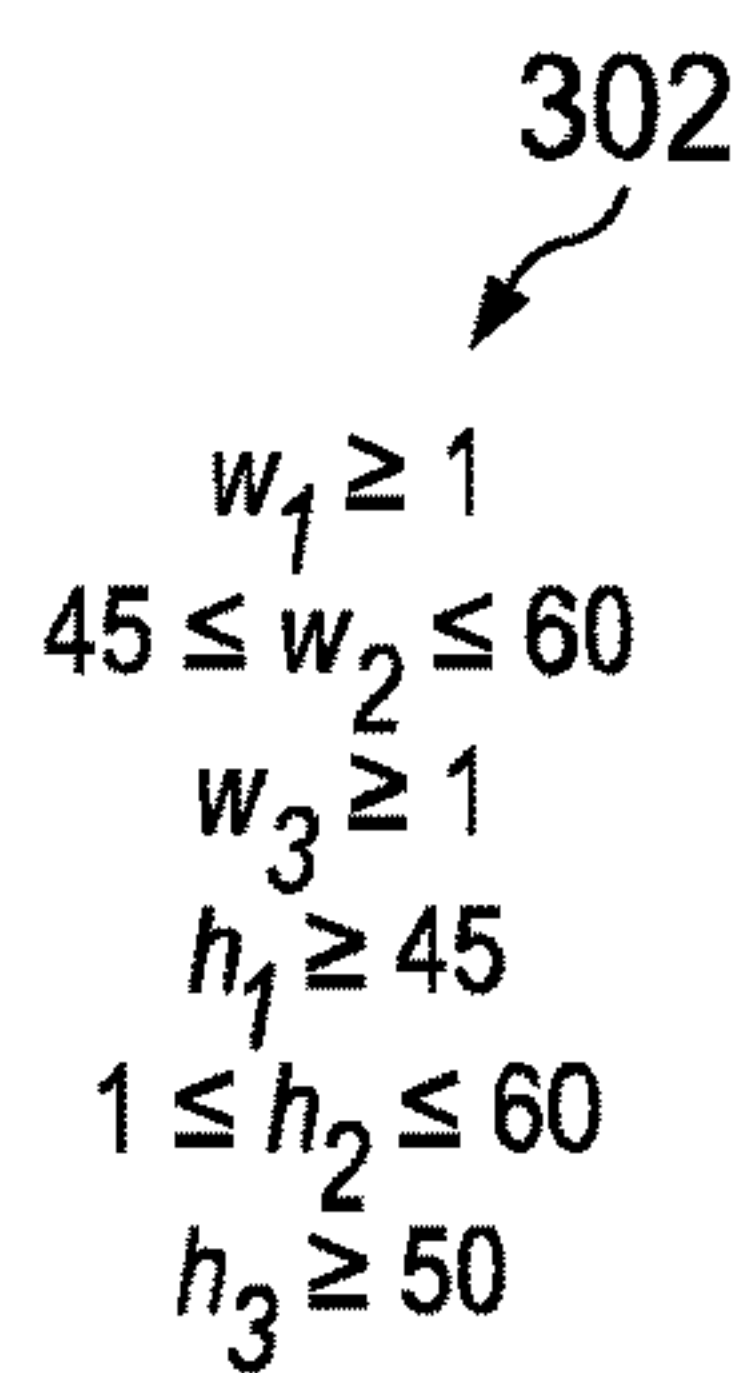 302
w₁ ≥ 1
45 ≤ w₂ ≤ 60
w₃ ≥ 1
h₁ ≥ 45
1 ≤ h₂ ≤ 60
h₃ ≥ 50